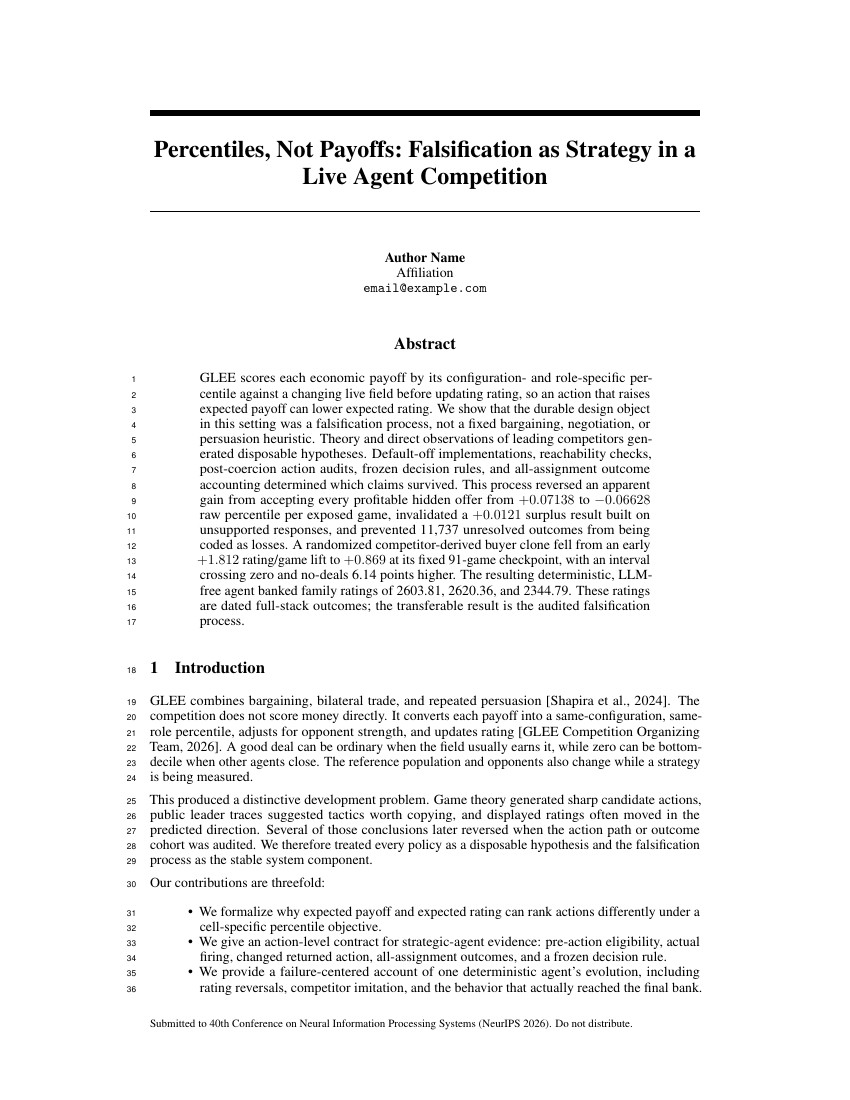 Percentiles, Not Payoffs: Falsification as Strategy in a
Live Agent Competition
Author Name
Affiliation
email@example.com
Abstract
1 GLEE scores each economic payoff by its configuration- and role-specific per-
2 centile against a changing live field before updating rating, so an action that raises
3 expected payoff can lower expected rating. We show that the durable design object
4 in this setting was a falsification process, not a fixed bargaining, negotiation, or
5 persuasion heuristic. Theory and direct observations of leading competitors gen-
6 erated disposable hypotheses. Default-off implementations, reachability checks,
7 post-coercion action audits, frozen decision rules, and all-assignment outcome
8 accounting determined which claims survived. This process reversed an apparent
9 gain from accepting every profitable hidden offer from +0.07138 to −0.06628
10 raw percentile per exposed game, invalidated a +0.0121 surplus result built on
11 unsupported responses, and prevented 11,737 unresolved outcomes from being
12 coded as losses. A randomized competitor-derived buyer clone fell from an early
13 +1.812 rating/game lift to +0.869 at its fixed 91-game checkpoint, with an interval
14 crossing zero and no-deals 6.14 points higher. The resulting deterministic, LLM-
15 free agent banked family ratings of 2603.81, 2620.36, and 2344.79. These ratings
16 are dated full-stack outcomes; the transferable result is the audited falsification
17 process.
18 1 Introduction
19 GLEE combines bargaining, bilateral trade, and repeated persuasion [Shapira et al., 2024]. The
20 competition does not score money directly. It converts each payoff into a same-configuration, same-
21 role percentile, adjusts for opponent strength, and updates rating [GLEE Competition Organizing
22 Team, 2026]. A good deal can be ordinary when the field usually earns it, while zero can be bottom-
23 decile when other agents close. The reference population and opponents also change while a strategy
24 is being measured.
25 This produced a distinctive development problem. Game theory generated sharp candidate actions,
26 public leader traces suggested tactics worth copying, and displayed ratings often moved in the
27 predicted direction. Several of those conclusions later reversed when the action path or outcome
28 cohort was audited. We therefore treated every policy as a disposable hypothesis and the falsification
29 process as the stable system component.
30 Our contributions are threefold:
31 • We formalize why expected payoff and expected rating can rank actions differently under a
32 cell-specific percentile objective.
33 • We give an action-level contract for strategic-agent evidence: pre-action eligibility, actual
34 firing, changed returned action, all-assignment outcomes, and a frozen decision rule.
35 • We provide a failure-centered account of one deterministic agent's evolution, including
36 rating reversals, competitor imitation, and the behavior that actually reached the final bank.
Submitted to 40th Conference on Neural Information Processing Systems (NeurIPS 2026). Do not distribute.